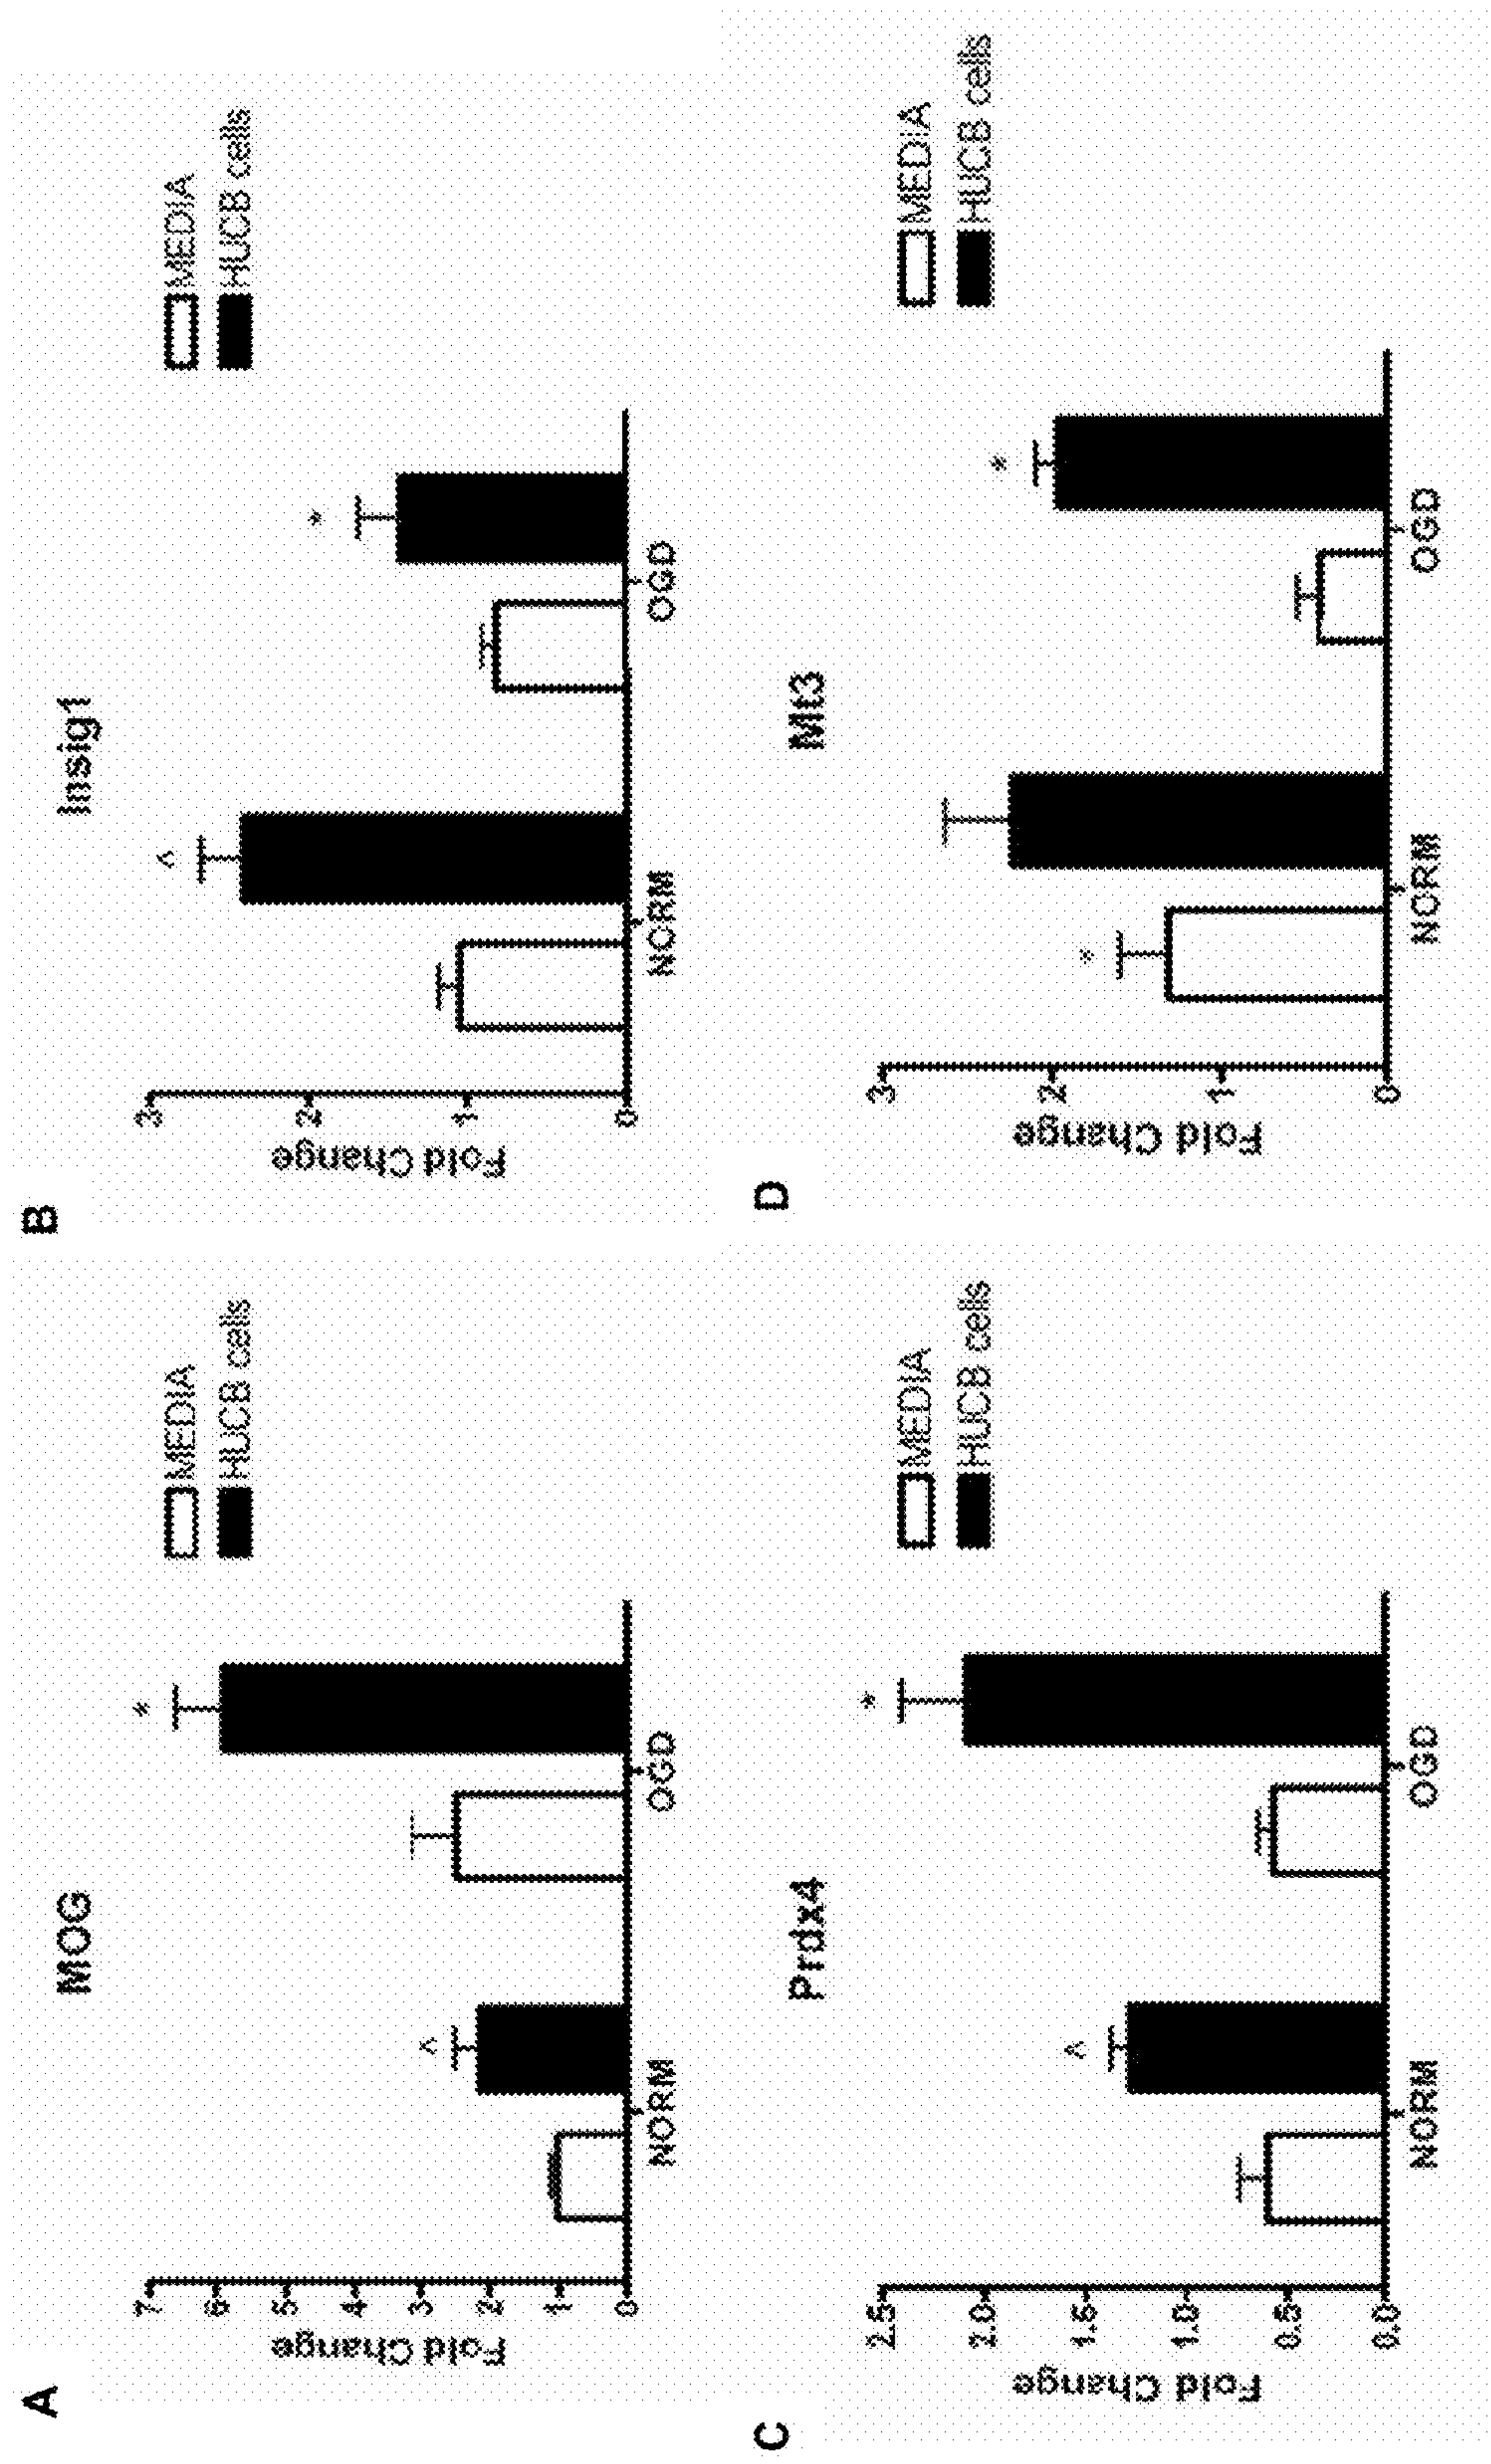 A
MOG
MEDIA
HUCB cells
Fold Change
7
6
5
4
3
2
1
0
NORM
OGD
^
*
B
Insig1
MEDIA
HUCB cells
Fold Change
3
2
1
0
NORM
OGD
^
*
C
Prdx4
MEDIA
HUCB cells
Fold Change
2.5
2.0
1.5
1.0
0.5
0.0
NORM
OGD
^
*
D
Mt3
MEDIA
HUCB cells
Fold Change
3
2
1
0
NORM
OGD
*
*